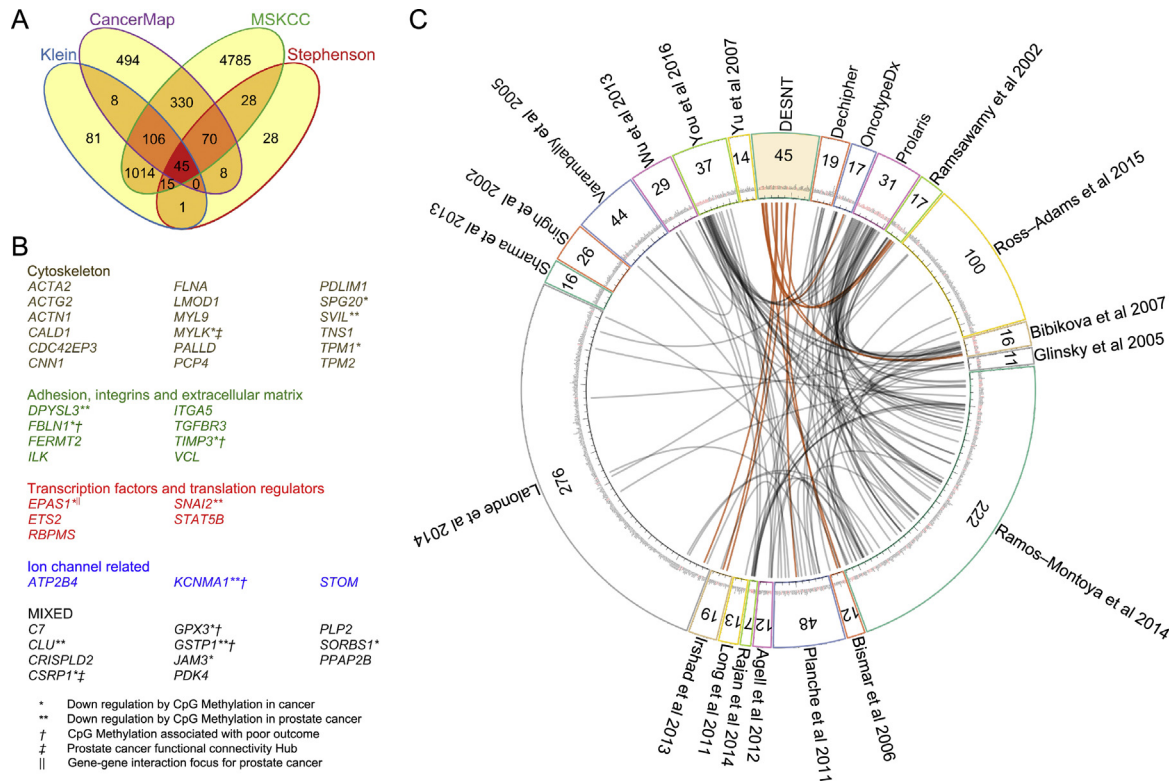 A
CancerMap
MSKCC
Klein
Stephenson
494
4785
8
330
28
81
106
70
28
1014
45
8
15
0
1
B
Cytoskeleton
ACTA2 FLNA PDLIM1
ACTG2 LMOD1 SPG20*
ACTN1 MYL9 SVIL**
CALD1 MYLK*‡ TNS1
CDC42EP3 PALLD TPM1*
CNN1 PCP4 TPM2
Adhesion, integrins and extracellular matrix
DPYSL3** ITGA5
FBLN1*† TGFBR3
FERMT2 TIMP3*†
ILK VCL
Transcription factors and translation regulators
EPAS1*|| SNAI2**
ETS2 STAT5B
RBPMS
Ion channel related
ATP2B4 KCNMA1**† STOM
MIXED
C7 GPX3*† PLP2
CLU** GSTP1**† SORBS1*
CRISPLD2 JAM3* PPAP2B
CSRP1*‡ PDK4
* Down regulation by CpG Methylation in cancer
** Down regulation by CpG Methylation in prostate cancer
† CpG Methylation associated with poor outcome
‡ Prostate cancer functional connectivity Hub
|| Gene-gene interaction focus for prostate cancer
C
DESNT
45
Dechipher
19
OncotypeDx
17
Prolaris
31
Ramsawamy et al 2002
17
Ross–Adams et al 2015
100
Bibikova et al 2007
16
Glinsky et al 2005
11
Ramos–Montoya et al 2014
222
Bismar et al 2006
12
Planche et al 2011
48
Agell et al 2012
12
Rajan et al 2014
7
Long et al 2011
13
Irshad et al 2013
19
Lalonde et al 2014
276
Sharma et al 2013
16
Singh et al 2002
26
Varambally et al 2005
44
Wu et al 2013
29
You et al 2016
37
Yu et al 2007
14